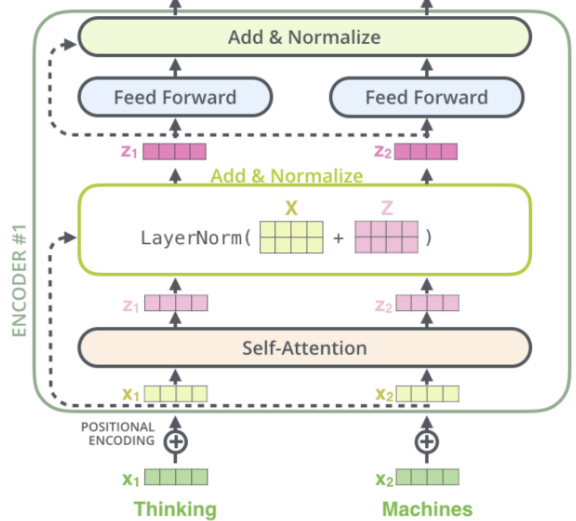 Add & Normalize
Feed Forward Feed Forward
z1 z2
Add & Normalize
X Z
LayerNorm( + )
ENCODER #1
z1 z2
Self-Attention
x1 x2
POSITIONAL
ENCODING
x1 x2
Thinking Machines